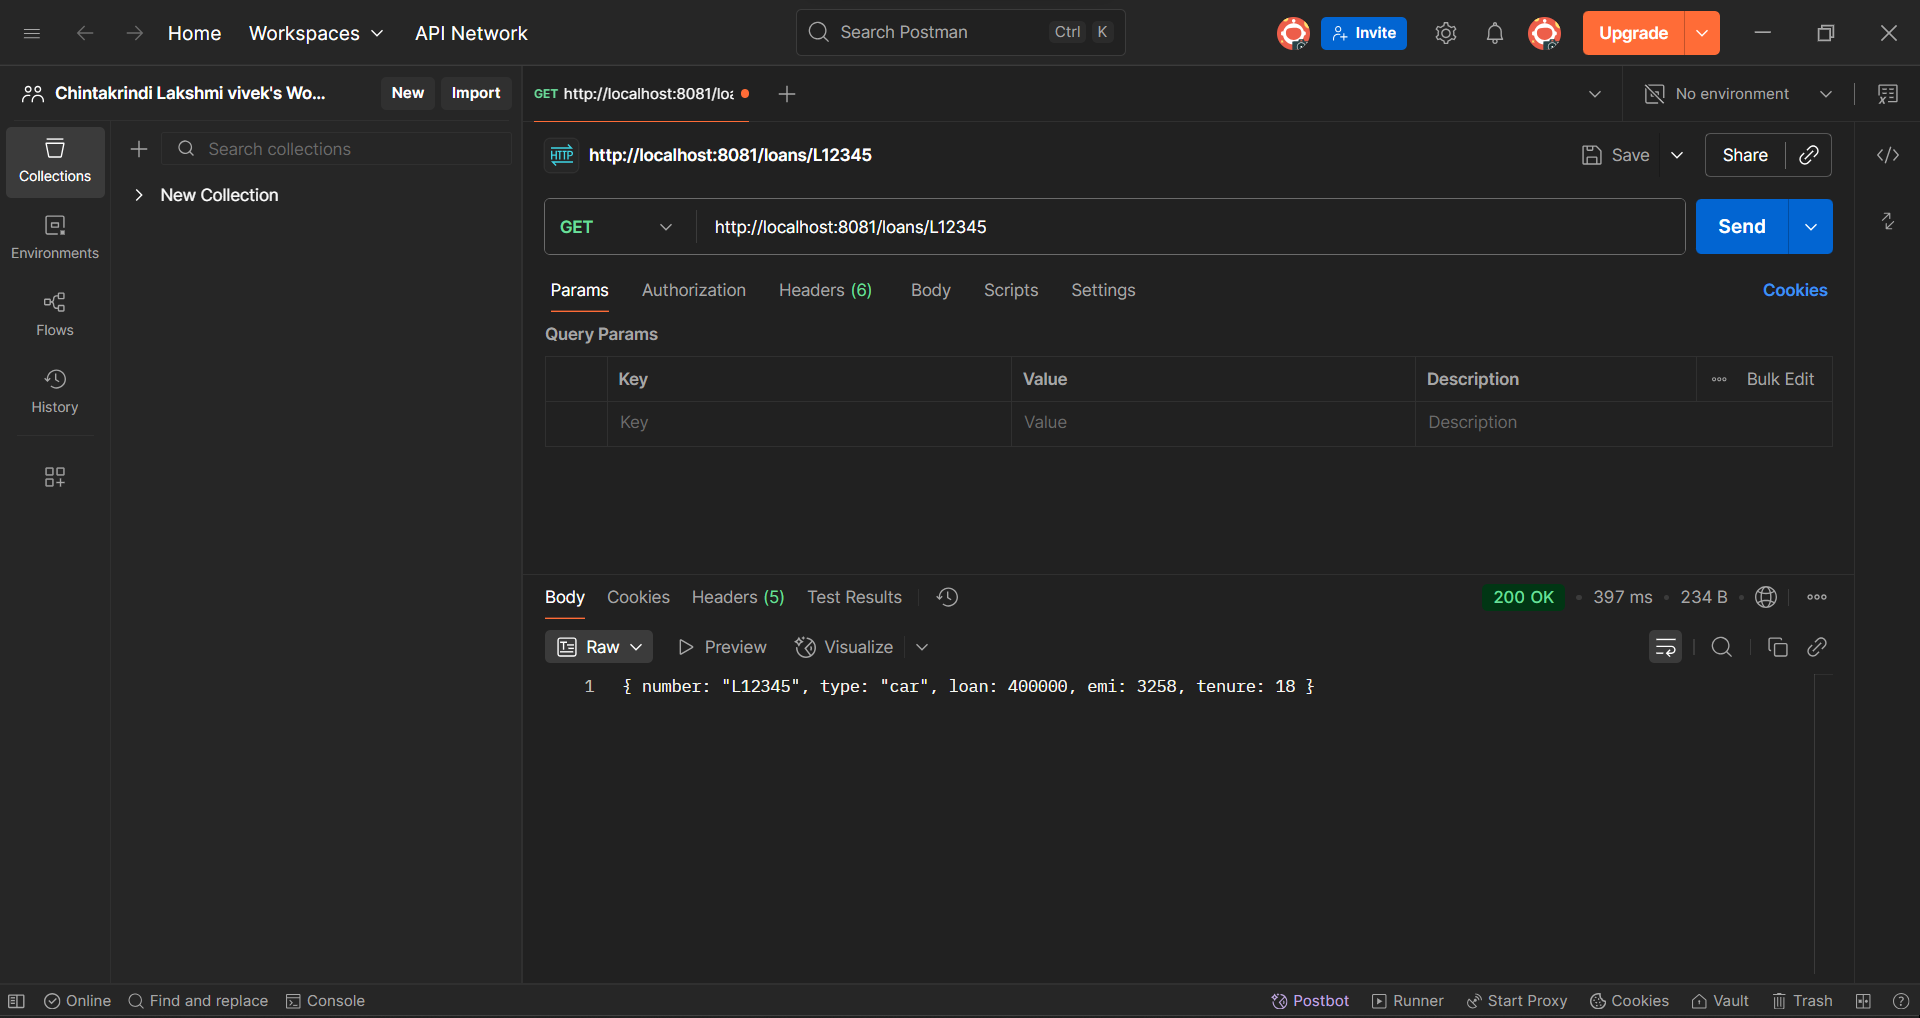 Home Workspaces API Network Search Postman Ctrl K Invite Upgrade
Chintakrindi Lakshmi vivek's Wo... New Import
GET http://localhost:8081/loa No environment
Search collections
Collections
New Collection
Environments
Flows
History
HTTP http://localhost:8081/loans/L12345 Save Share
GET http://localhost:8081/loans/L12345 Send
Params Authorization Headers (6) Body Scripts Settings Cookies
Query Params
Key Value Description Bulk Edit
Key Value Description
Body Cookies Headers (5) Test Results 200 OK • 397 ms • 234 B •
Raw Preview Visualize
1 { number: "L12345", type: "car", loan: 400000, emi: 3258, tenure: 18 }
Online Find and replace Console Postbot Runner Start Proxy Cookies Vault Trash